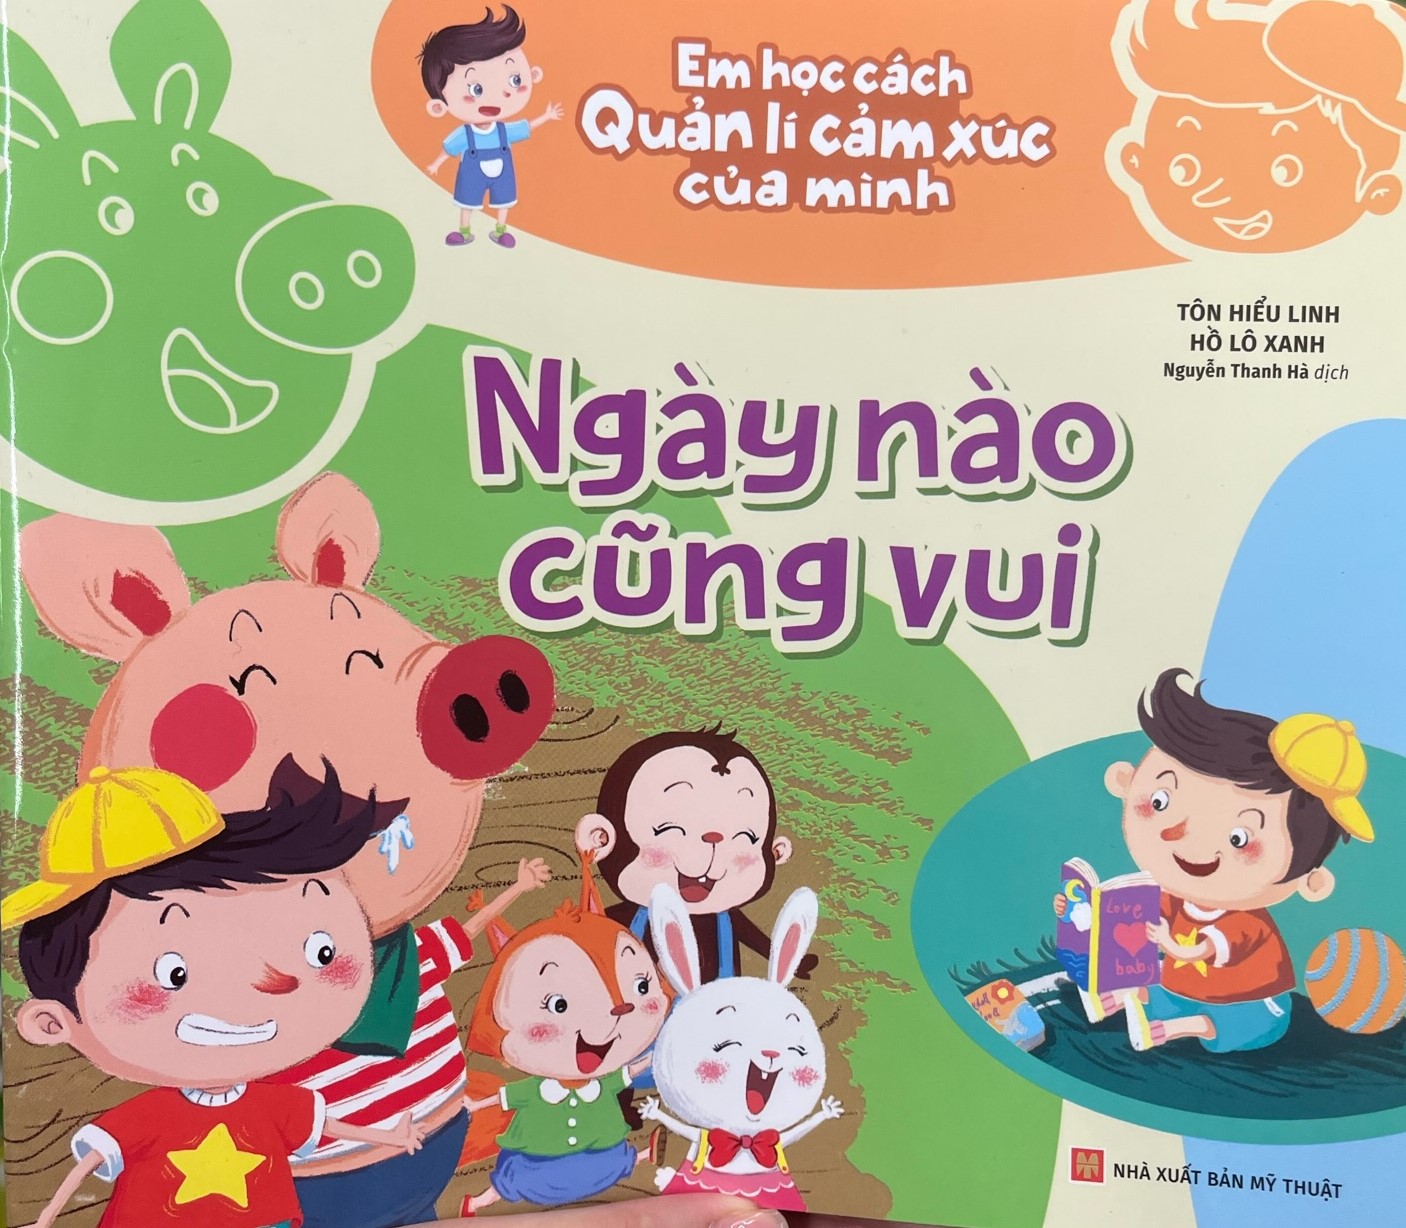 Em học cách
Quản lí cảm xúc
của mình
TÔN HIỂU LINH
HỒ LÔ XANH
Nguyễn Thanh Hà dịch
Ngày nào
cũng vui
Love
baby
NHÀ XUẤT BẢN MỸ THUẬT